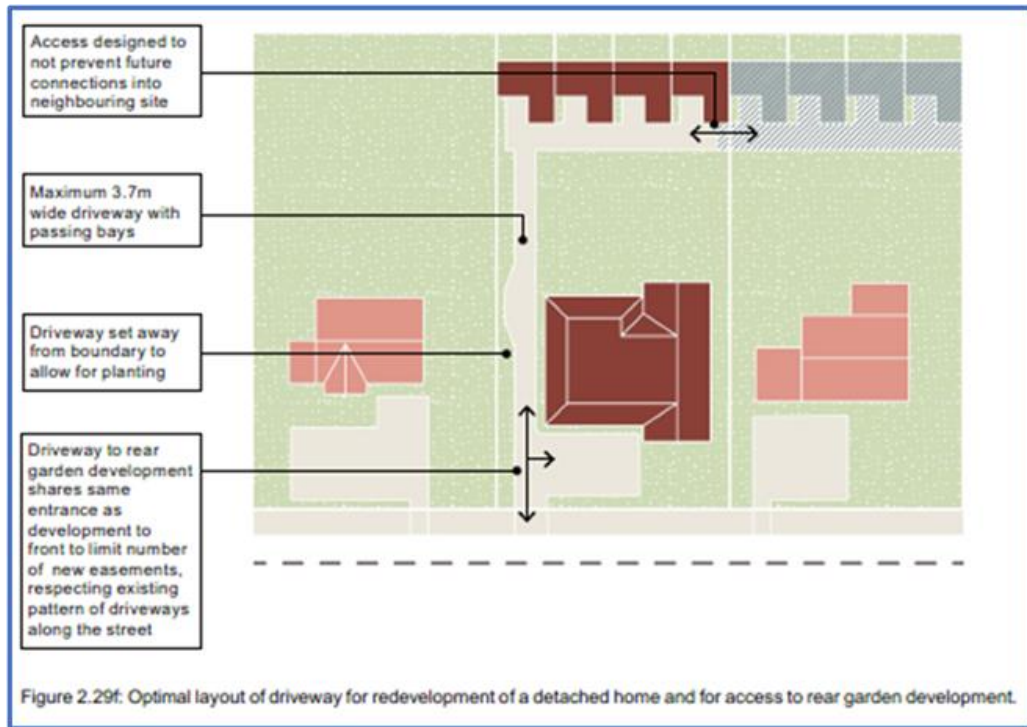 Access designed to
not prevent future
connections into
neighbouring site
Maximum 3.7m
wide driveway with
passing bays
Driveway set away
from boundary to
allow for planting
Driveway to rear
garden development
shares same
entrance as
development to
front to limit number
of new easements,
respecting existing
pattern of driveways
along the street
Figure 2.29f: Optimal layout of driveway for redevelopment of a detached home and for access to rear garden development.